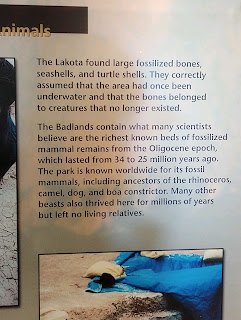 Animals
The Lakota found large fossilized bones,
seashells, and turtle shells. They correctly
assumed that the area had once been
underwater and that the bones belonged
to creatures that no longer existed.
The Badlands contain what many scientists
believe are the richest known beds of fossilized
mammal remains from the Oligocene epoch,
which lasted from 34 to 25 million years ago.
The park is known worldwide for its fossil
mammals, including ancestors of the rhinoceros,
camel, dog, and boa constrictor. Many other
beasts also thrived here for millions of years
but left no living relatives.